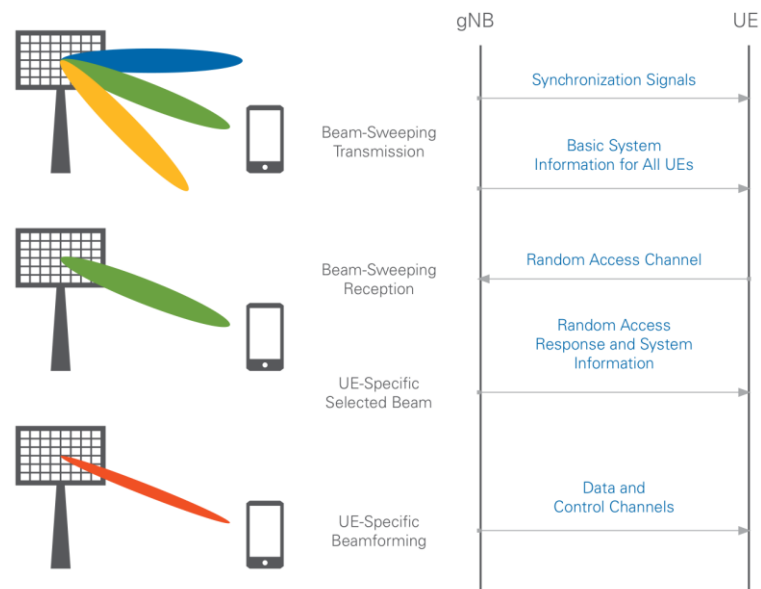 gNB
UE
Synchronization Signals
Beam-Sweeping
Transmission
Basic System
Information for All UEs
Beam-Sweeping
Reception
Random Access Channel
Random Access
Response and System
Information
UE-Specific
Selected Beam
UE-Specific
Beamforming
Data and
Control Channels